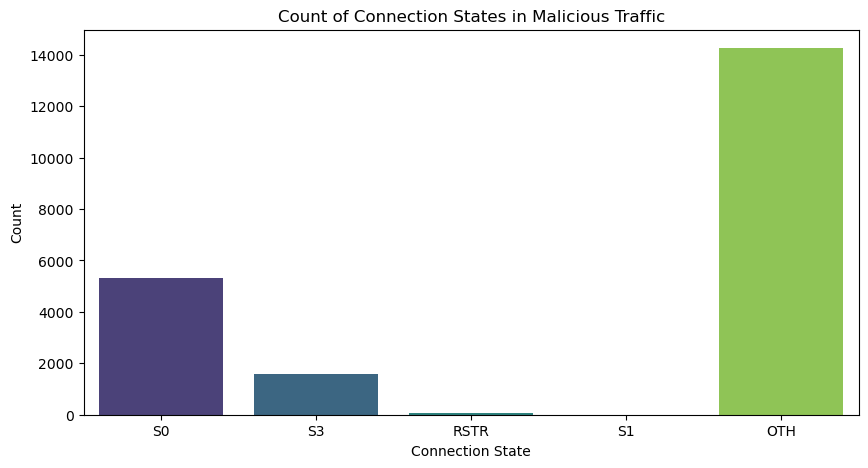 Count of Connection States in Malicious Traffic
14000
12000
10000
8000
6000
4000
2000
0
Count
S0 S3 RSTR S1 OTH
Connection State